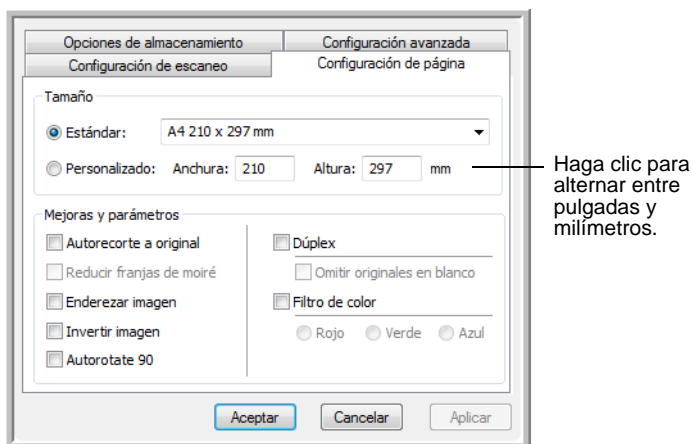 Opciones de almacenamiento
Configuración avanzada
Configuración de escaneo
Configuración de página
Tamaño
Estándar: A4 210 x 297 mm
Personalizado: Anchura: 210 Altura: 297 mm
Haga clic para
alternar entre
pulgadas y
milímetros.
Mejoras y parámetros
Autorecorte a original
Reducir franjas de moiré
Enderezar imagen
Invertir imagen
Autorotate 90
Dúplex
Omitir originales en blanco
Filtro de color
Rojo Verde Azul
Aceptar Cancelar Aplicar